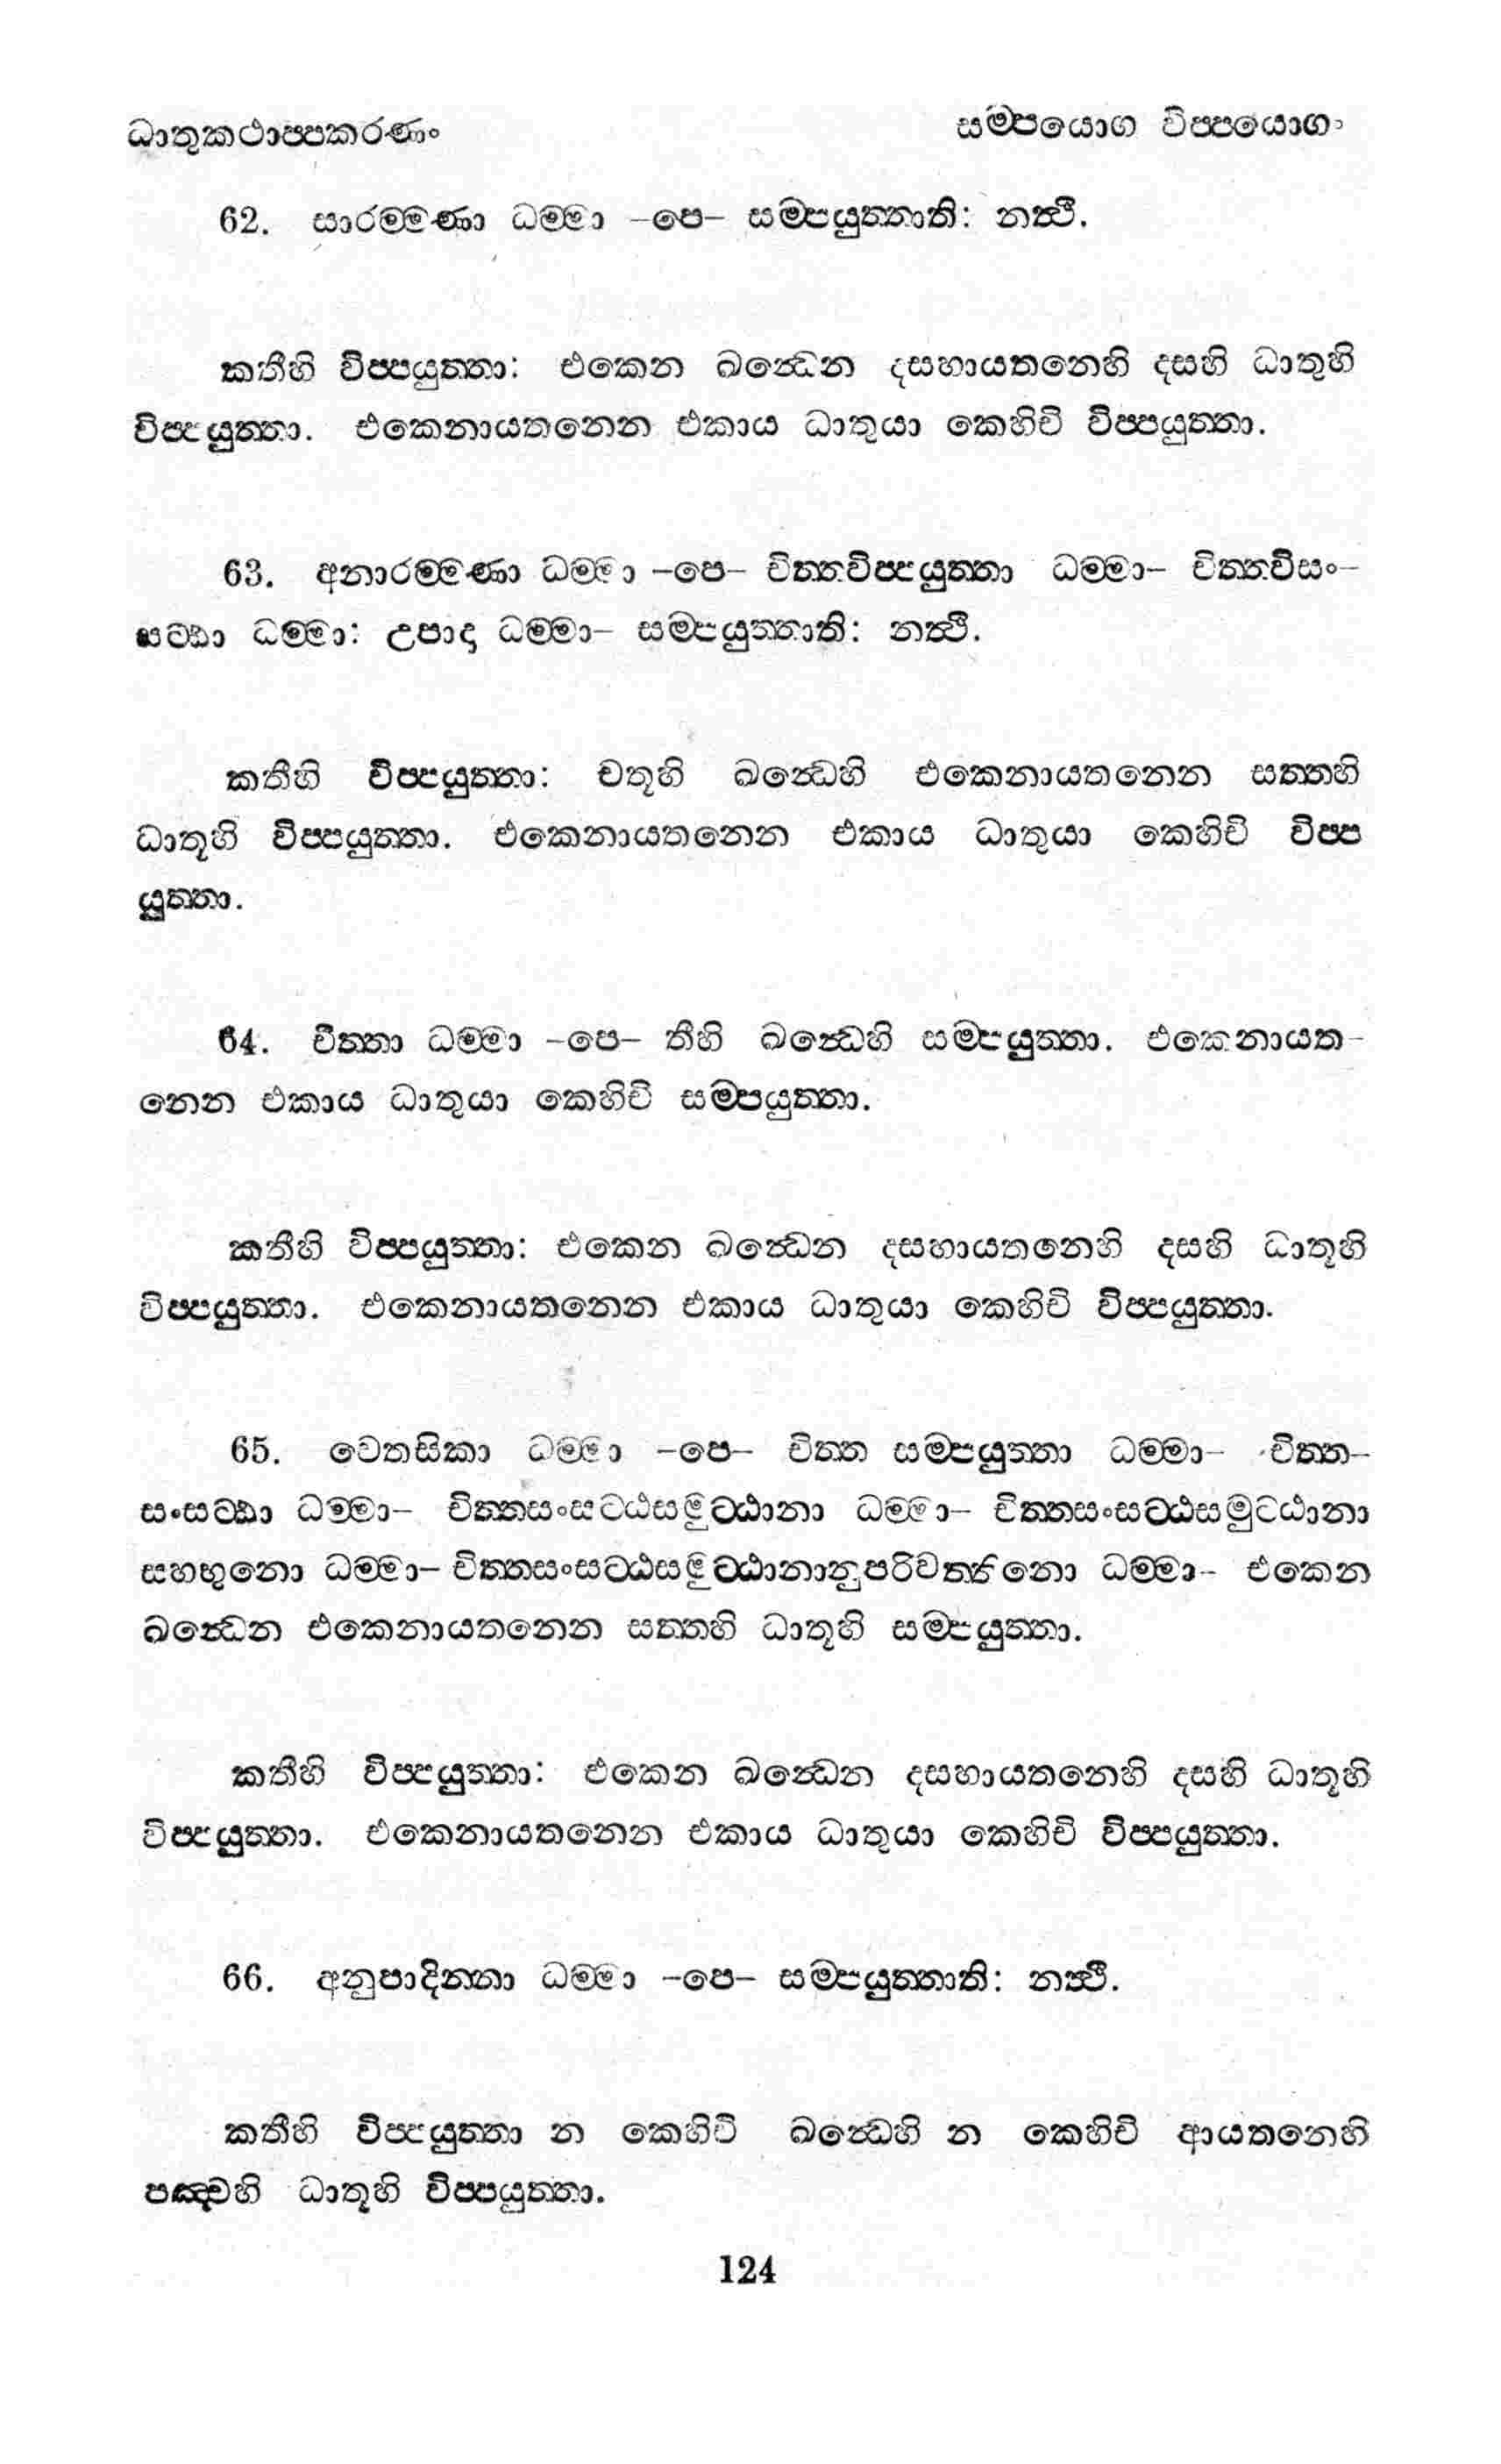 ධාතුකථාප්පකරණං
සම්පයොග විප්පයොගා
62. සාරම්මණා ධම්මා -පෙ- සම්පයුත්තාති: නත්ථි.
කතීහි විප්පයුත්තා: එකෙන ඛන්ධෙන දසහායතනෙහි දසහි ධාතුහි
විප්පයුත්තා. එකෙනායතනෙන එකාය ධාතුයා කෙහිචි විප්පයුත්තා.
63. අනාරම්මණා ධම්මා -පෙ- චිත්තවිප්පයුත්තා ධම්මා- චිත්තවිසං-
සට්ඨා ධම්මා: උපාදා ධම්මා- සම්පයුත්තාති: නත්ථි.
කතීහි විප්පයුත්තා: චතූහි ඛන්ධෙහි එකෙනායතනෙන සත්තහි
ධාතූහි විප්පයුත්තා. එකෙනායතනෙන එකාය ධාතුයා කෙහිචි විප්ප
යුත්තා.
64. චිත්තා ධම්මා -පෙ- තීහි ඛන්ධෙහි සම්පයුත්තා. එකෙනායත-
නෙන එකාය ධාතුයා කෙහිචි සම්පයුත්තා.
කතීහි විප්පයුත්තා: එකෙන ඛන්ධෙන දසහායතනෙහි දසහි ධාතූහි
විප්පයුත්තා. එකෙනායතනෙන එකාය ධාතුයා කෙහිචි විප්පයුත්තා.
65. චෙතසිකා ධම්මා -පෙ- චිත්ත සම්පයුත්තා ධම්මා- චිත්ත-
සංසට්ඨා ධම්මා- චිත්තසංසට්ඨසමුට්ඨානා ධම්මා- චිත්තසංසට්ඨසමුට්ඨානා
සහභුනො ධම්මා- චිත්තසංසට්ඨසමුට්ඨානානුපරිවත්තිනො ධම්මා- එකෙන
ඛන්ධෙන එකෙනායතනෙන සත්තහි ධාතූහි සම්පයුත්තා.
කතීහි විප්පයුත්තා: එකෙන ඛන්ධෙන දසහායතනෙහි දසහි ධාතූහි
විප්පයුත්තා. එකෙනායතනෙන එකාය ධාතුයා කෙහිචි විප්පයුත්තා.
66. අනුපාදින්නා ධම්මා -පෙ- සම්පයුත්තාති: නත්ථි.
කතීහි විප්පයුත්තා න කෙහිචි ඛන්ධෙහි න කෙහිචි ආයතනෙහි
පඤ්චහි ධාතූහි විප්පයුත්තා.
124